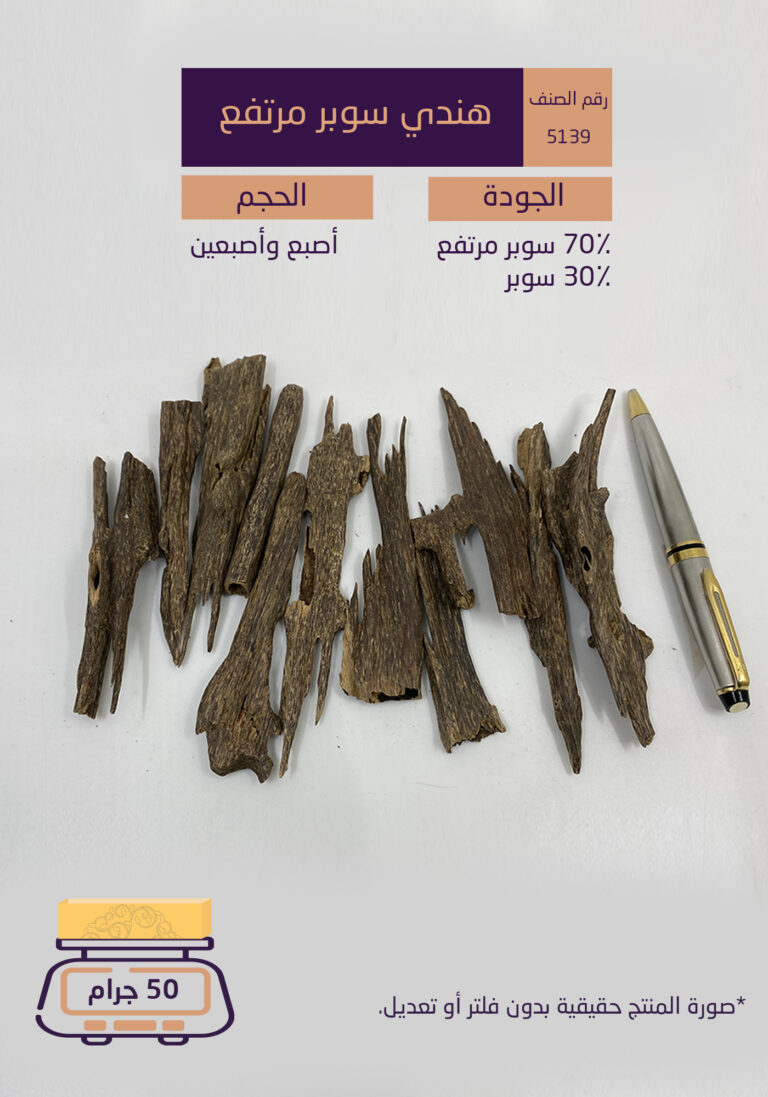 رقم الصنف
5139
هندي سوبر مرتفع
الجودة
70٪ سوبر مرتفع
30٪ سوبر
الحجم
أصبع وأصبعين
50 جرام
*صورة المنتج حقيقية بدون فلتر أو تعديل.